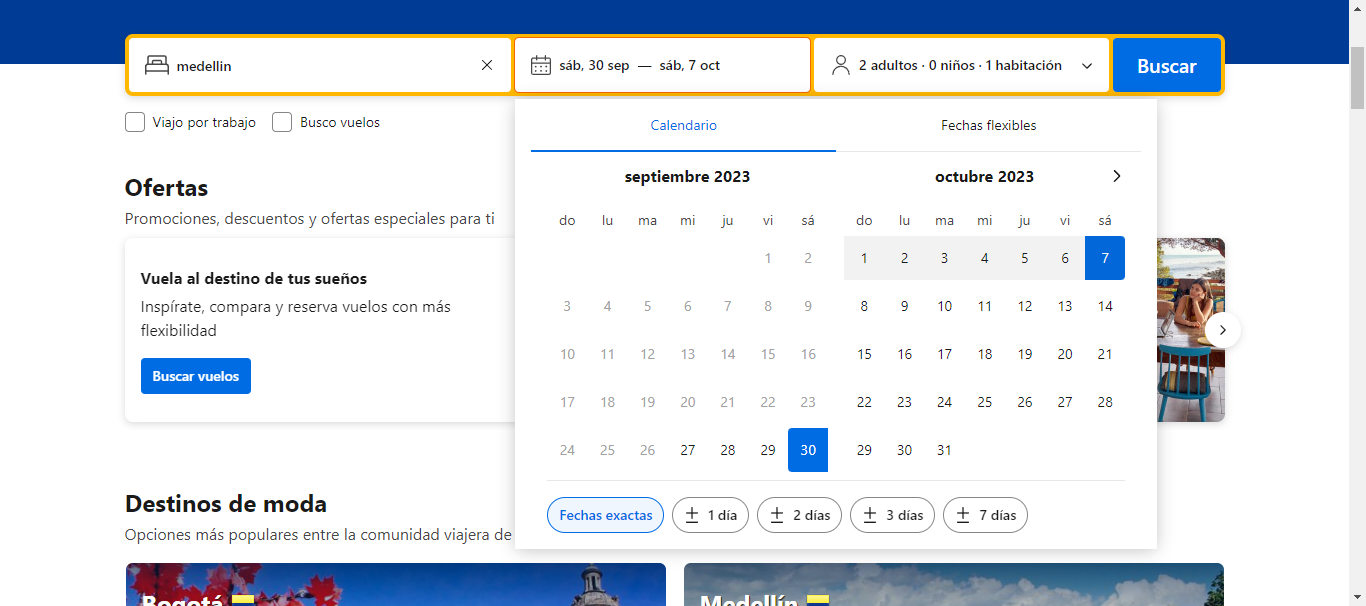 medellin
sáb, 30 sep — sáb, 7 oct
2 adultos · 0 niños · 1 habitación
Buscar
Viajo por trabajo
Busco vuelos
Calendario
Fechas flexibles
septiembre 2023
do lu ma mi ju vi sá
1 2
3 4 5 6 7 8 9
10 11 12 13 14 15 16
17 18 19 20 21 22 23
24 25 26 27 28 29 30
octubre 2023
do lu ma mi ju vi sá
1 2 3 4 5 6 7
8 9 10 11 12 13 14
15 16 17 18 19 20 21
22 23 24 25 26 27 28
29 30 31
Fechas exactas
± 1 día
± 2 días
± 3 días
± 7 días
Ofertas
Promociones, descuentos y ofertas especiales para ti
Vuela al destino de tus sueños
Inspírate, compara y reserva vuelos con más
flexibilidad
Buscar vuelos
Destinos de moda
Opciones más populares entre la comunidad viajera de
Bogotá
Medellín